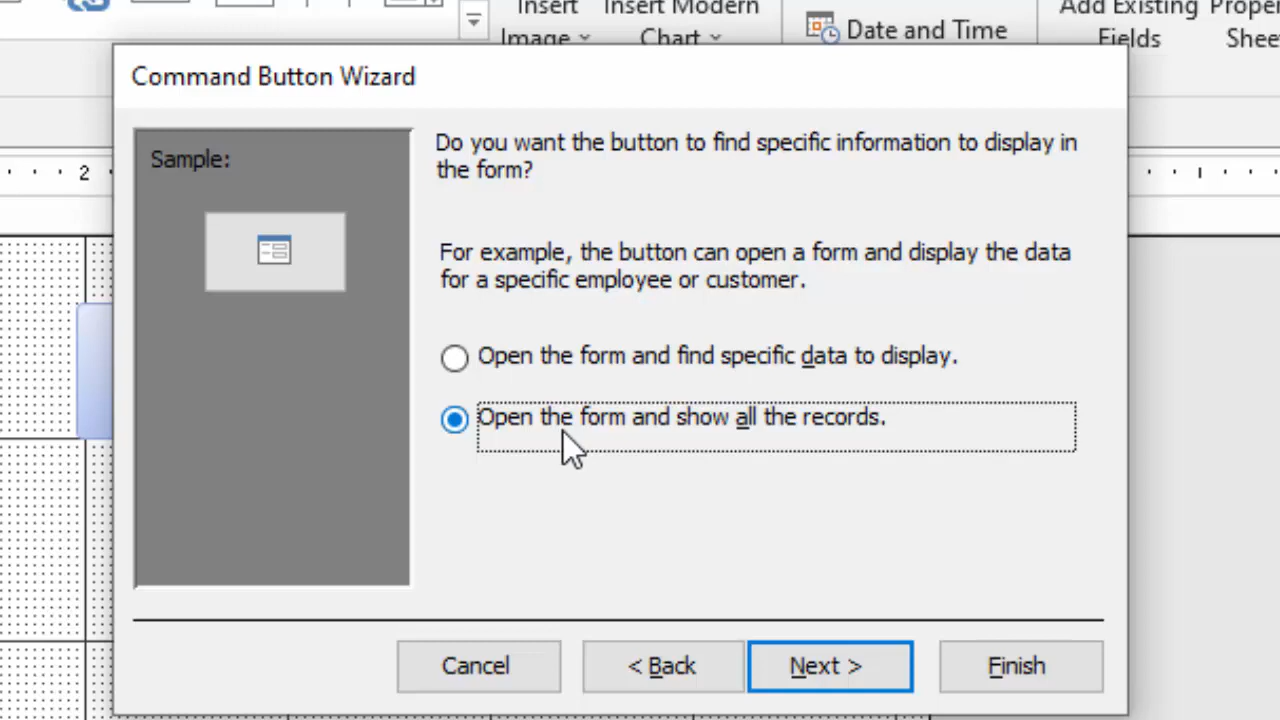 Insert
Image
Insert Modern
Chart
Date and Time
Add Existing
Fields
Command Button Wizard
2
Sample:
Do you want the button to find specific information to display in
the form?
For example, the button can open a form and display the data
for a specific employee or customer.
Open the form and find specific data to display.
Open the form and show all the records.
Cancel
< Back
Next >
Finish